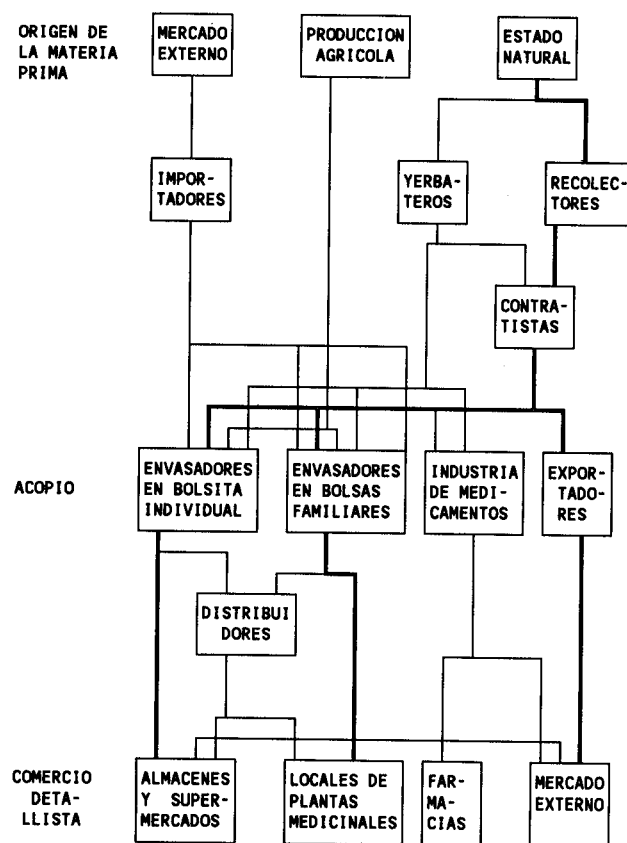 ORIGEN DE
LA MATERIA
PRIMA
MERCADO
EXTERNO
PRODUCCION
AGRICOLA
ESTADO
NATURAL
IMPOR-
TADORES
YERBA-
TEROS
RECOLEC-
TORES
CONTRA-
TISTAS
ACOPIO
ENVASADORES
EN BOLSITA
INDIVIDUAL
ENVASADORES
EN BOLSAS
FAMILIARES
INDUSTRIA
DE MEDI-
CAMENTOS
EXPOR-
TADO-
RES
DISTRIBUI
DORES
COMERCIO
DETA-
LLISTA
ALMACENES
Y SUPER-
MERCADOS
LOCALES DE
PLANTAS
MEDICINALES
FAR-
MA-
CIAS
MERCADO
EXTERNO